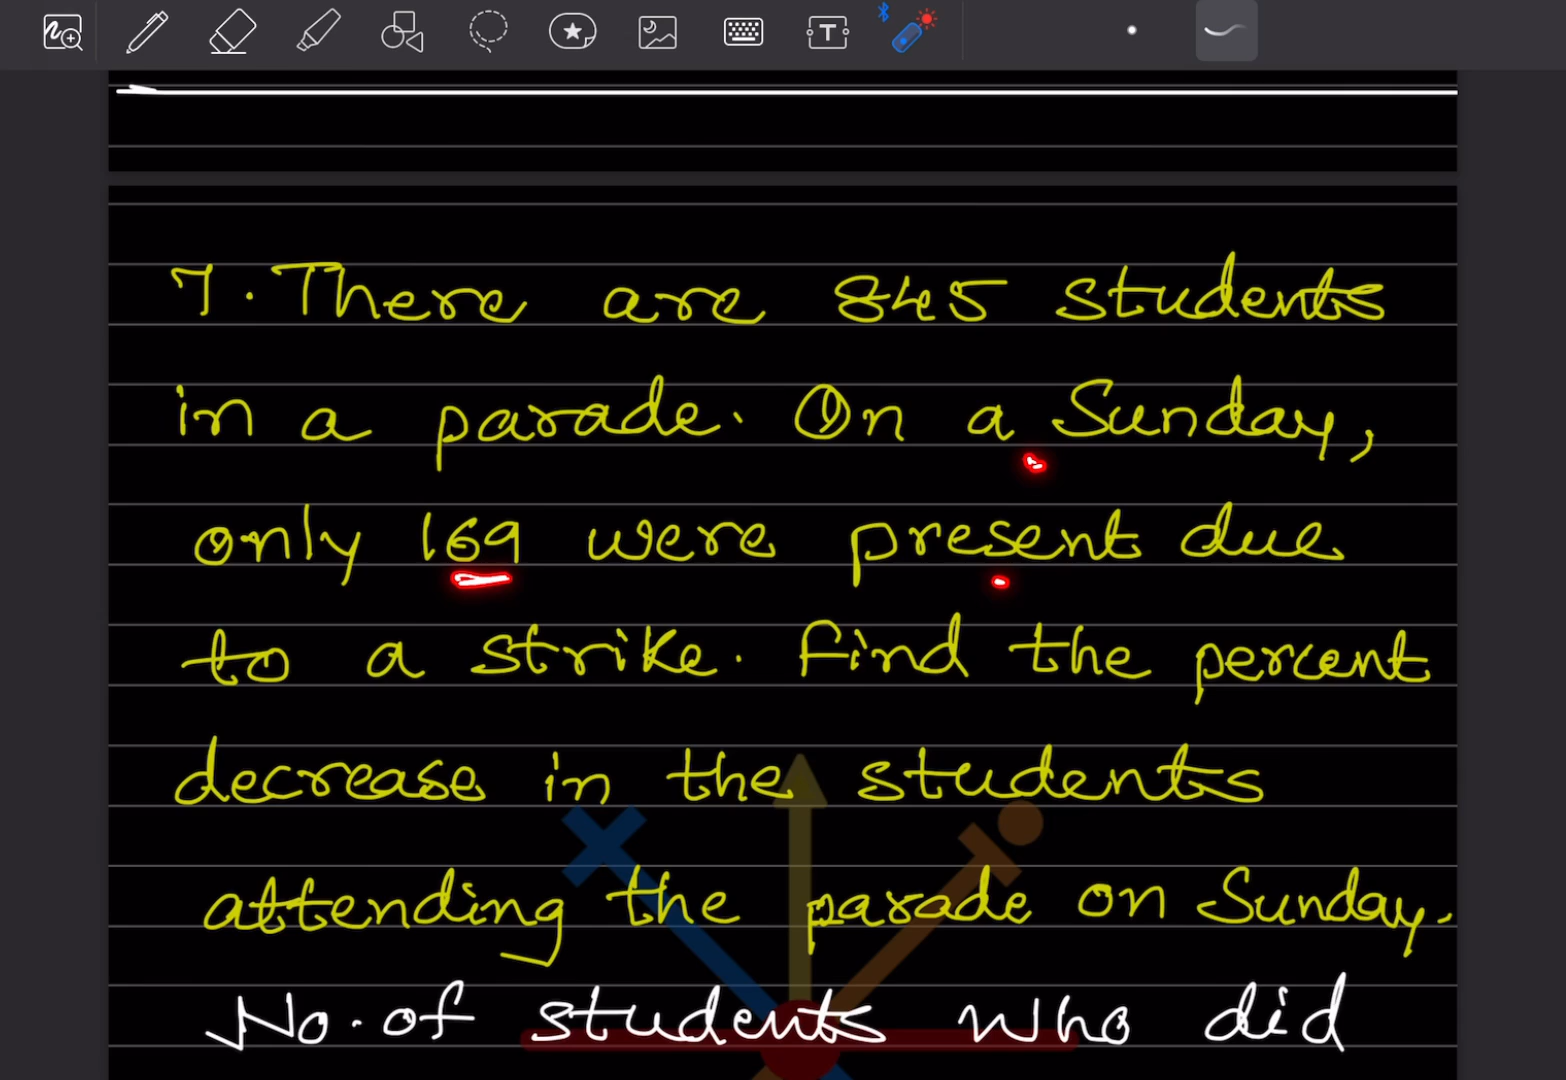 7. There are 845 students
in a parade. On a Sunday,
only 169 were present due
to a strike. Find the percent
decrease in the students
attending the parade on Sunday.
No. of students who did